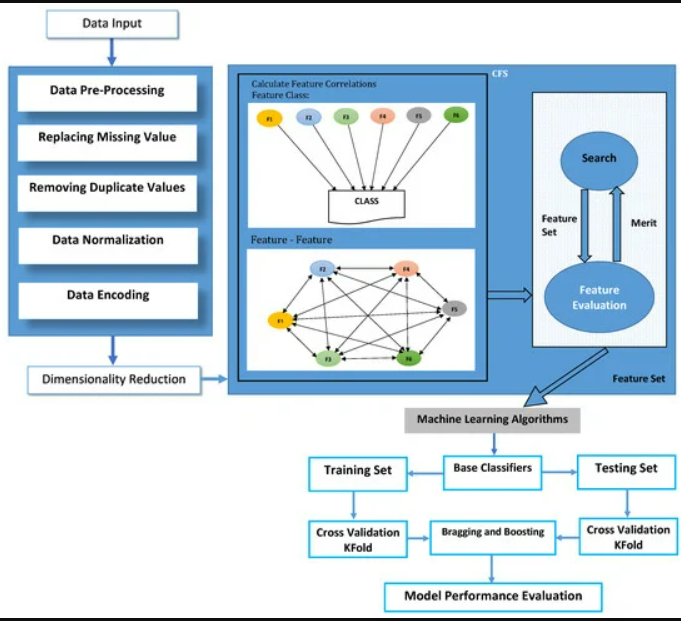 Data Input
Data Pre-Processing
Replacing Missing Value
Removing Duplicate Values
Data Normalization
Data Encoding
Dimensionality Reduction
CFS
Calculate Feature Correlations
Feature Class:
F1
F2
F3
F4
F5
F6
CLASS
Feature - Feature
F2
F4
F1
F5
F3
F6
Search
Feature
Set
Merit
Feature
Evaluation
Feature Set
Machine Learning Algorithms
Training Set
Base Classifiers
Testing Set
Cross Validation
KFold
Bragging and Boosting
Cross Validation
KFold
Model Performance Evaluation